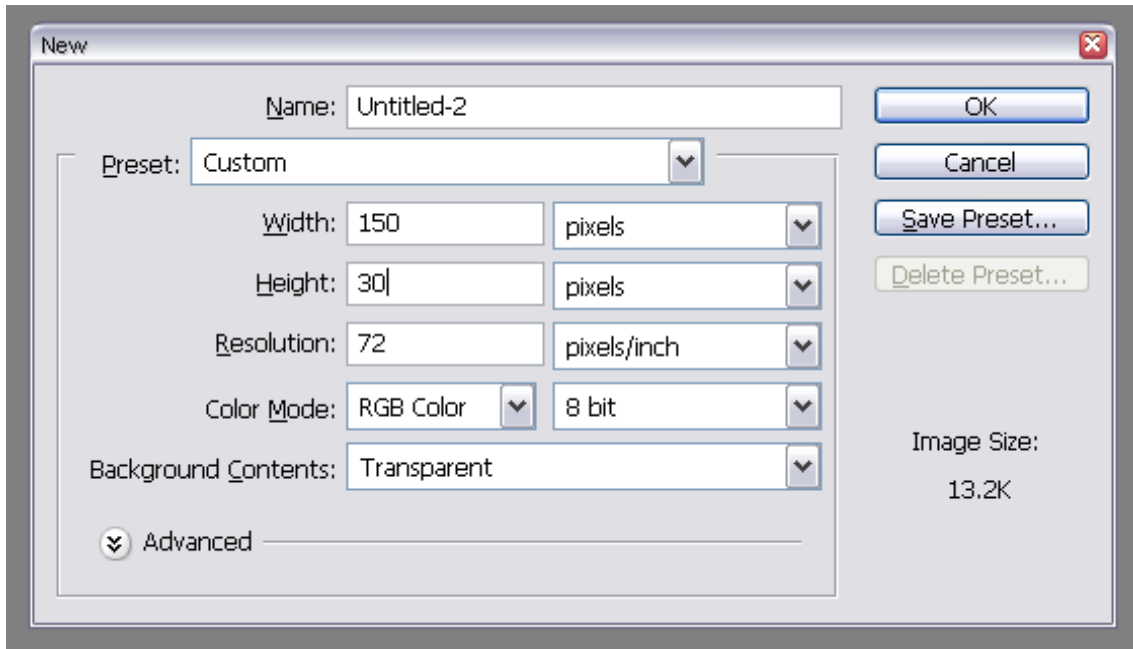 New
Name: Untitled-2
OK
Preset: Custom
Cancel
Width: 150 pixels
Save Preset...
Height: 30 pixels
Delete Preset...
Resolution: 72 pixels/inch
Color Mode: RGB Color 8 bit
Image Size:
Background Contents: Transparent
13.2K
Advanced